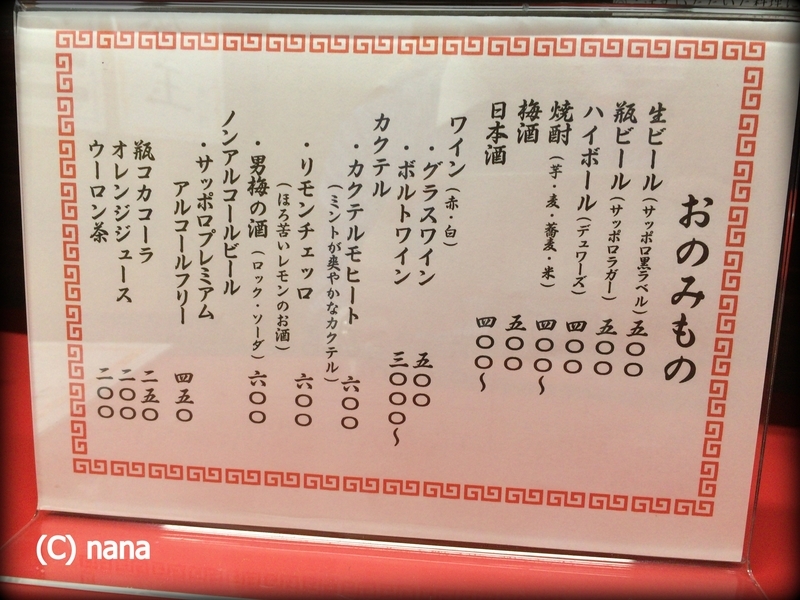 おのみもの
生ビール(サッポロ黒ラベル)五〇〇
瓶ビール(サッポロラガー)五〇〇
ハイボール(デュワーズ)四〇〇
焼酎(芋・麦・蕎麦・米)四〇〇〜
梅酒 五〇〇
日本酒 四〇〇〜
ワイン(赤・白)
・グラスワイン 五〇〇
・ボルトワイン 三〇〇〇〜
カクテル
・カクテルモヒート 六〇〇
(ミントが爽やかなカクテル)
・リモンチェッロ 六〇〇
(ほろ苦いレモンのお酒)
・男梅の酒(ロック・ソーダ)六〇〇
ノンアルコールビール
・サッポロプレミアム
アルコールフリー 四五〇
瓶コカコーラ 二五〇
オレンジジュース 二〇〇
ウーロン茶 二〇〇
(C) nana